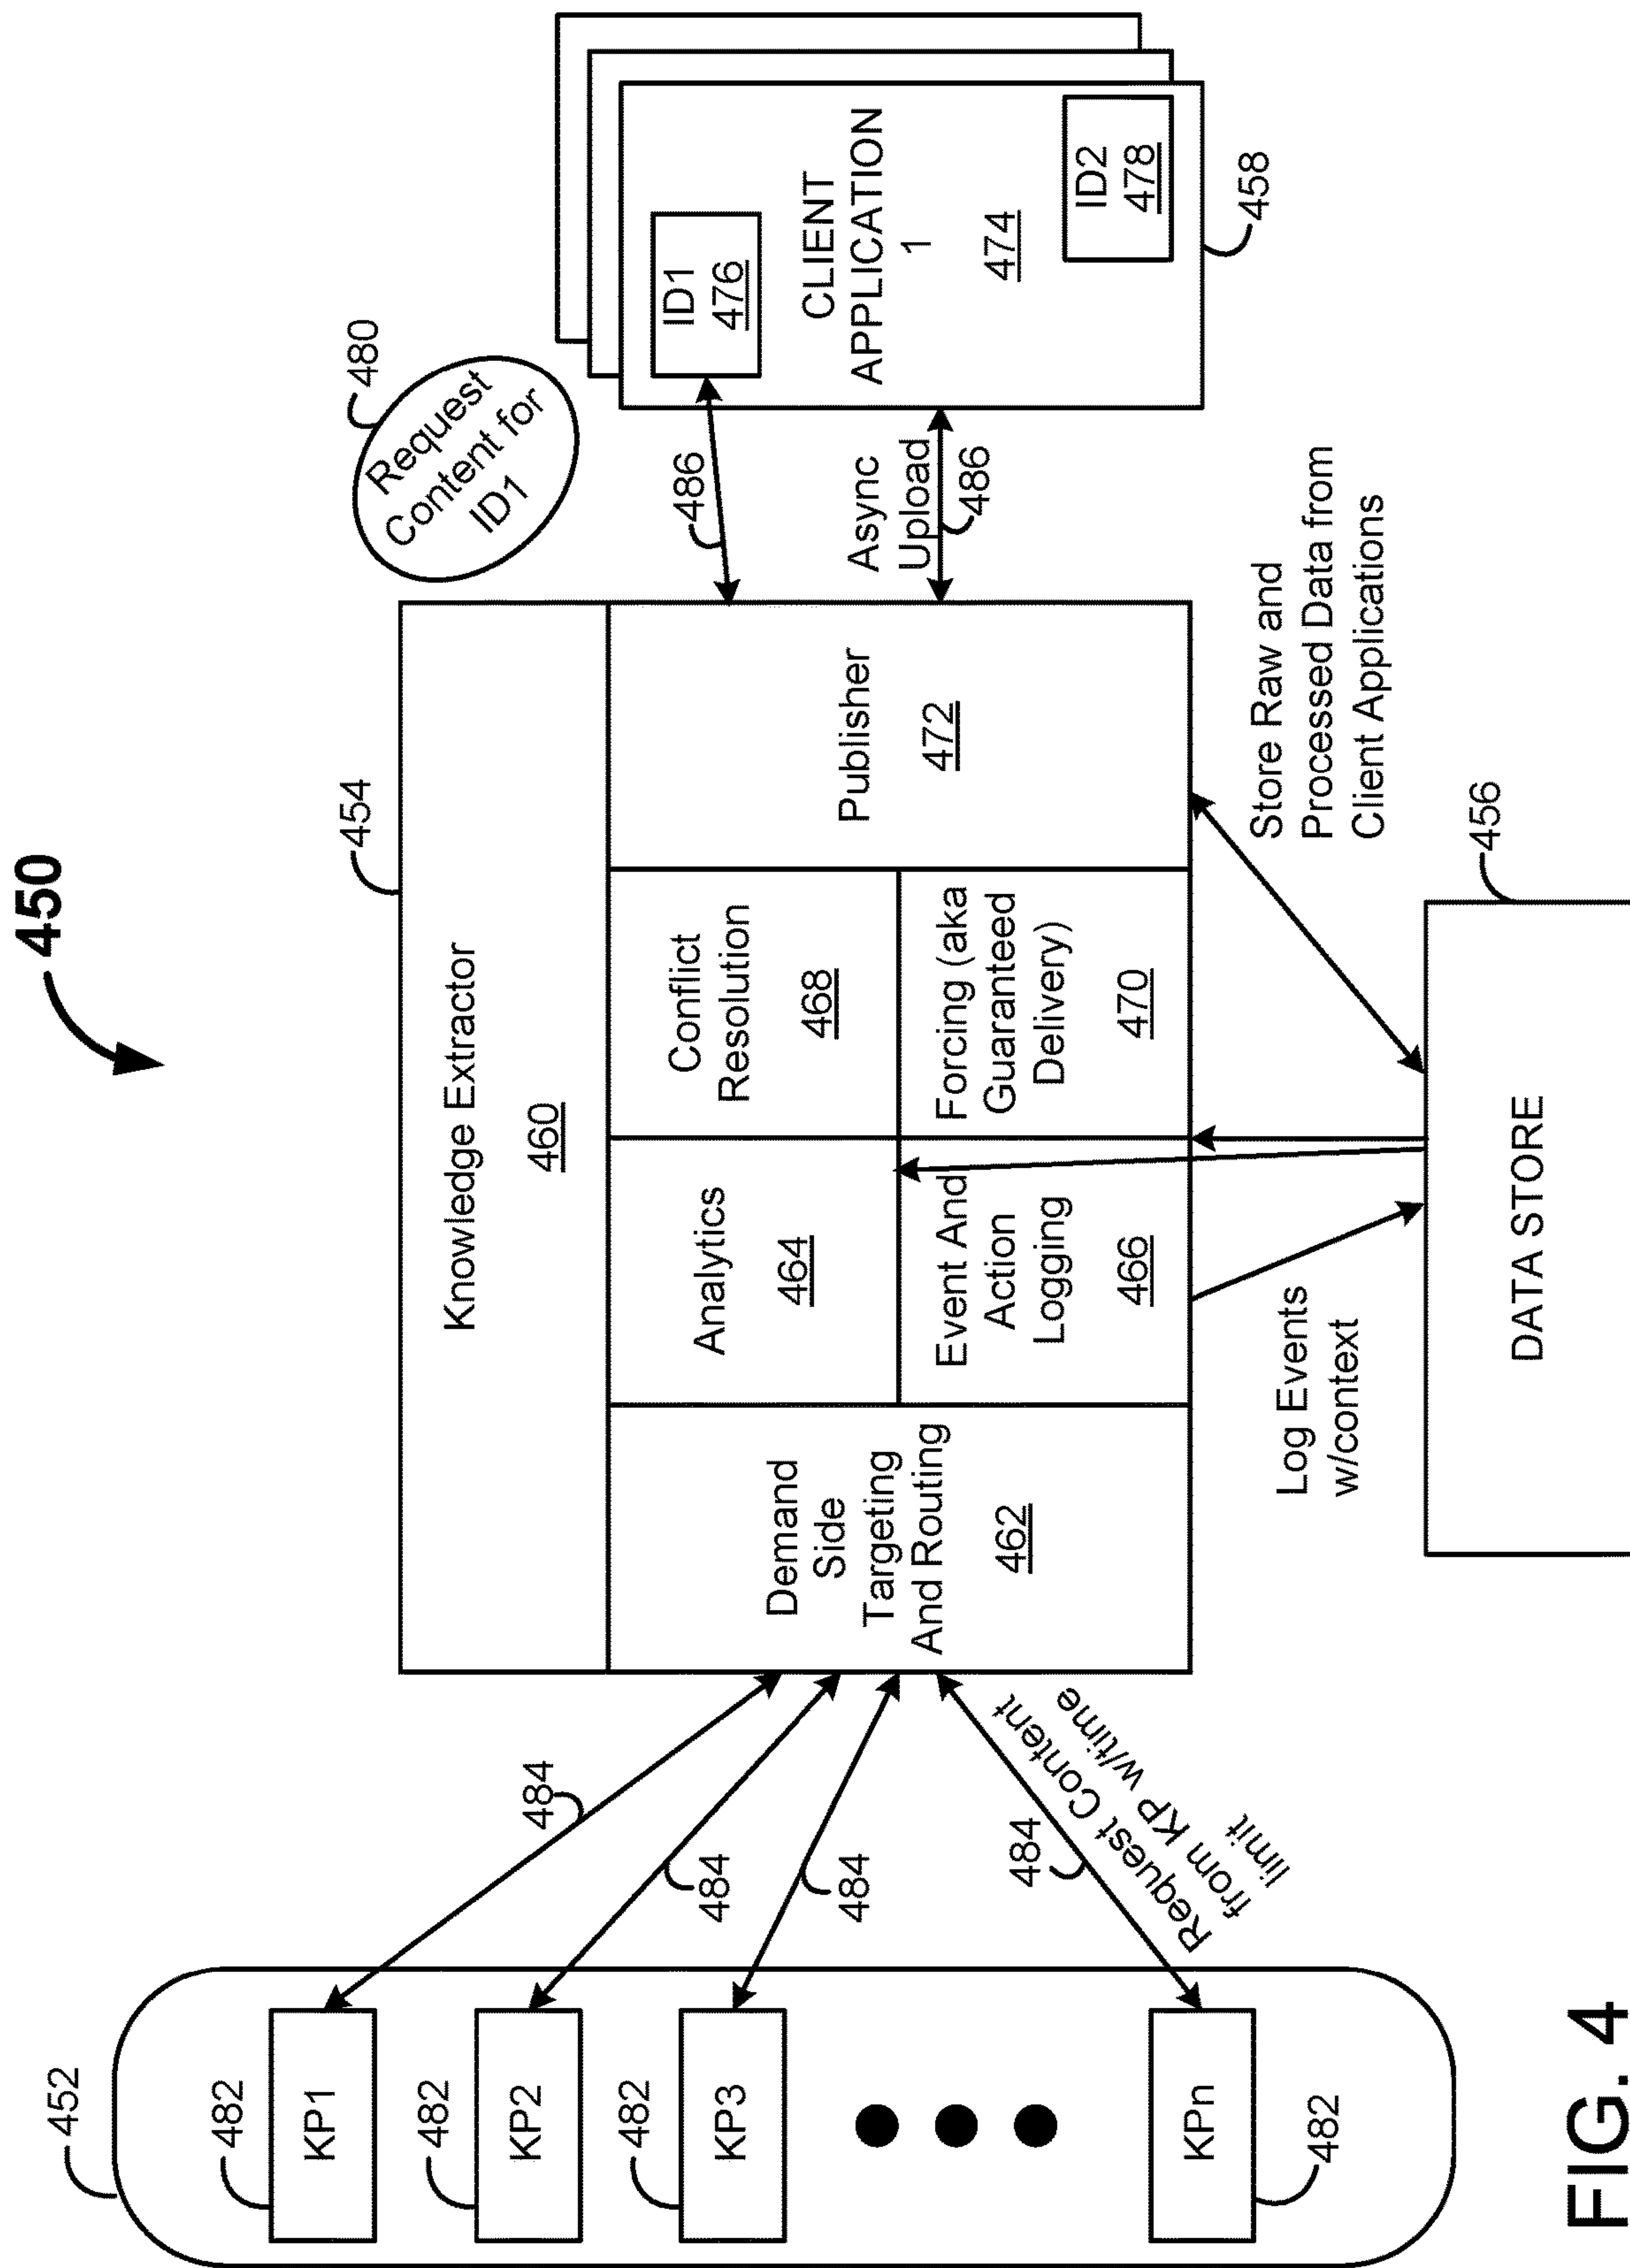 450
452
482
KP1
482
KP2
482
KP3
KPn
482
484
484
484
484
Request Content
from KP w/time
limit
454
Knowledge Extractor
460
Demand
Side
Targeting
And Routing
462
Analytics
464
Event And
Action
Logging
466
Conflict
Resolution
468
Forcing (aka
Guaranteed
Delivery)
470
Publisher
472
480
Request
Content for
ID1
486
Async
Upload
486
ID1
476
CLIENT
APPLICATION
1
474
ID2
478
458
Log Events
w/context
Store Raw and
Processed Data from
Client Applications
456
DATA STORE
FIG. 4